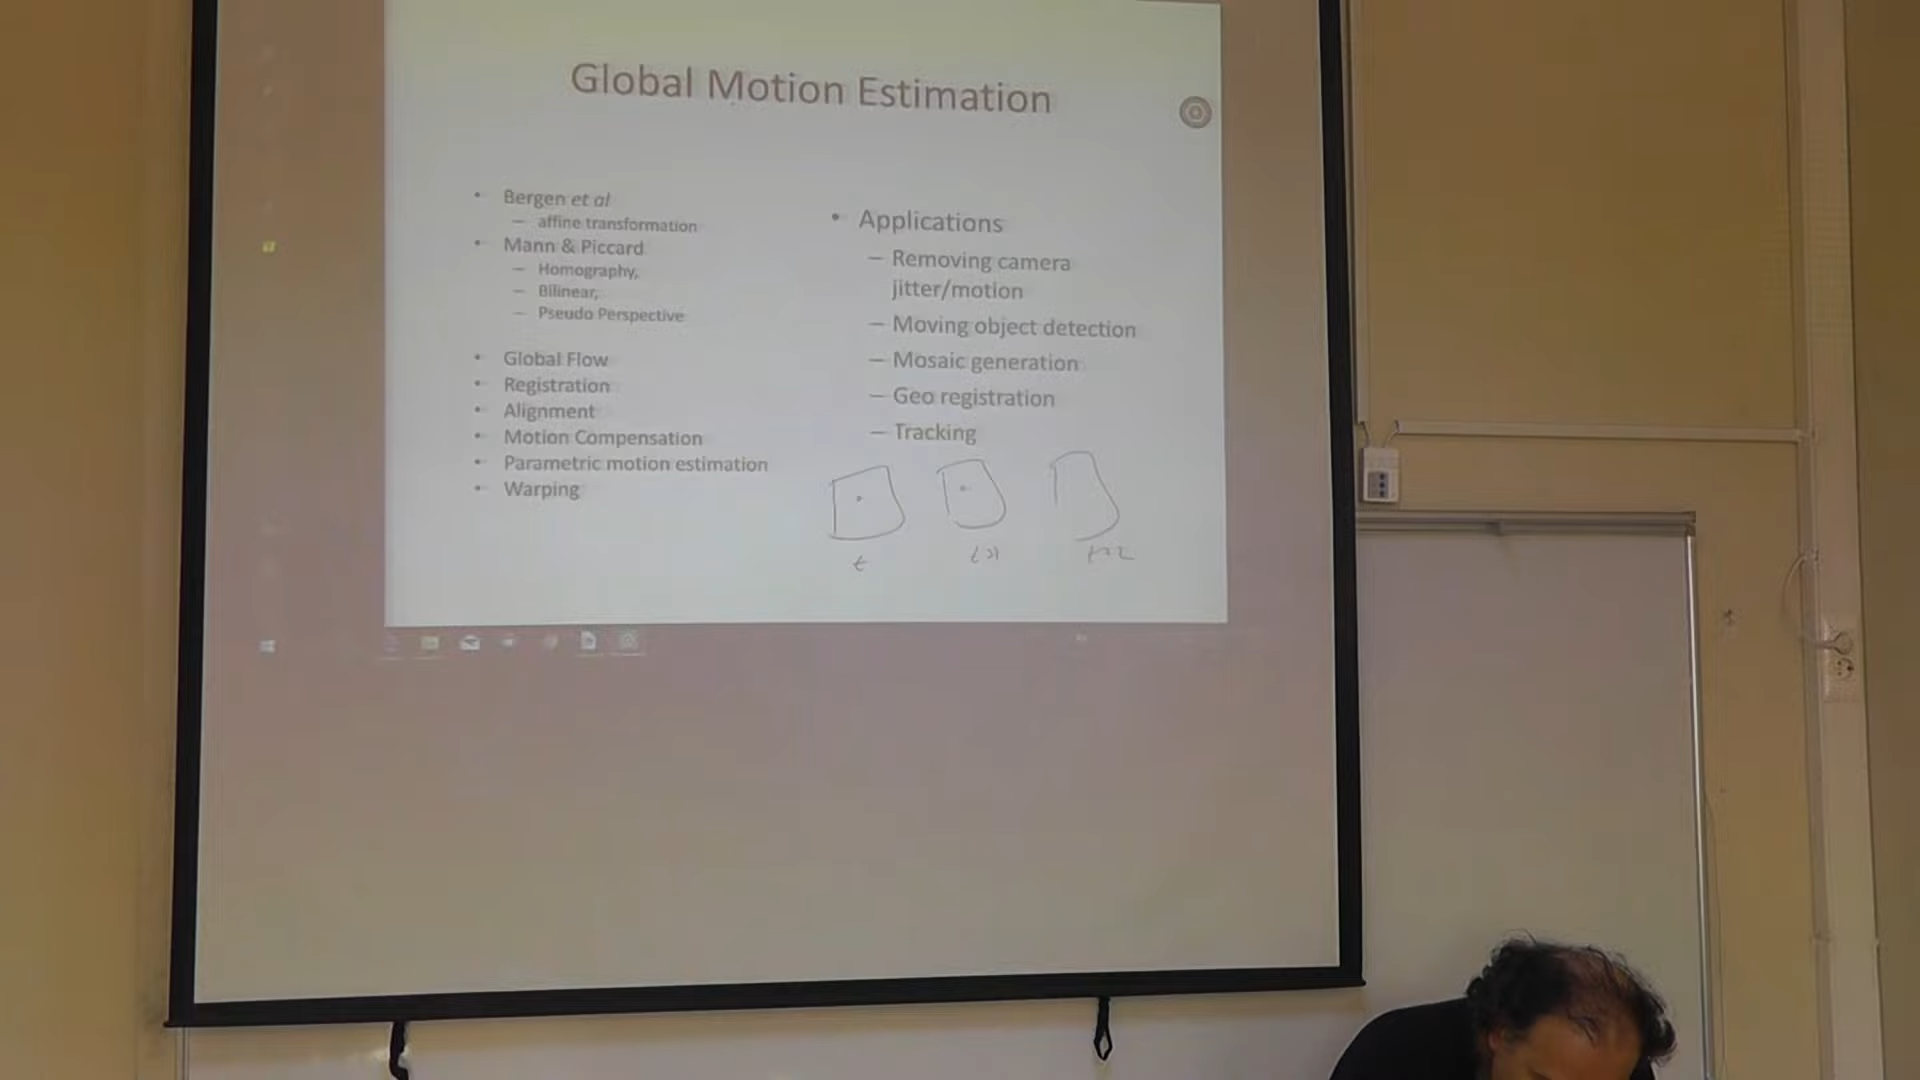 Global Motion Estimation
• Bergen et al
– affine transformation
• Mann & Piccard
– Homography,
– Bilinear,
– Pseudo Perspective
• Global Flow
• Registration
• Alignment
• Motion Compensation
• Parametric motion estimation
• Warping
• Applications
– Removing camera
jitter/motion
– Moving object detection
– Mosaic generation
– Geo registration
– Tracking
t